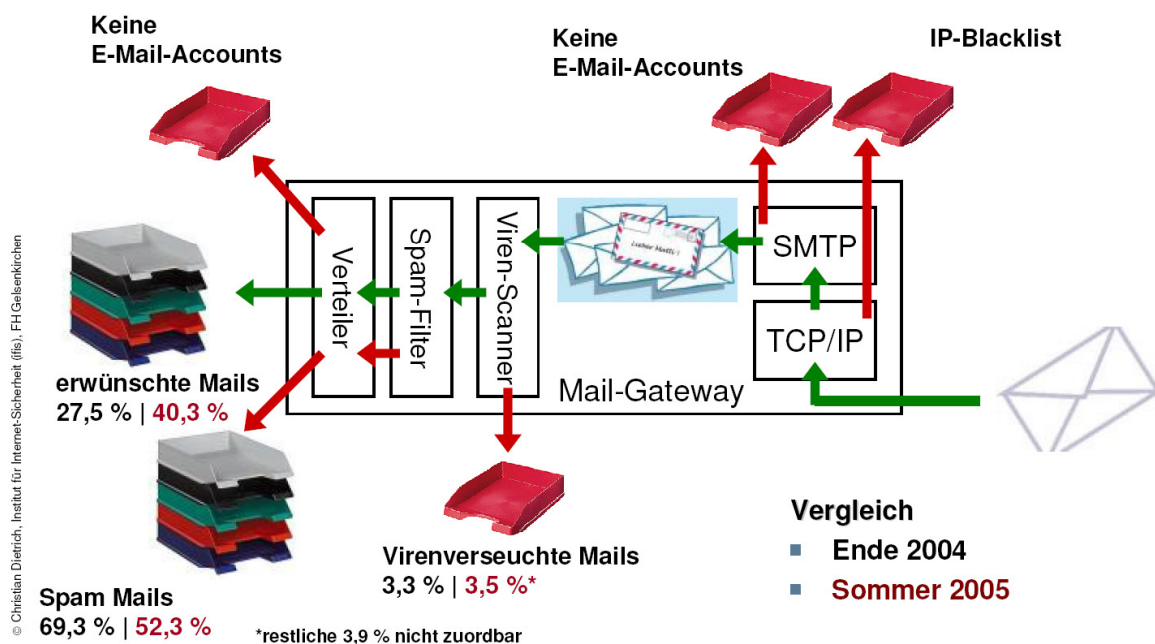 Keine
E-Mail-Accounts
Keine
E-Mail-Accounts
IP-Blacklist
Verteiler
Spam-Filter
Viren-Scanner
SMTP
TCP/IP
Mail-Gateway
erwünschte Mails
27,5 % | 40,3 %
Virenverseuchte Mails
3,3 % | 3,5 %*
Spam Mails
69,3 % | 52,3 %
*restliche 3,9 % nicht zuordbar
Vergleich
Ende 2004
Sommer 2005
© Christian Dietrich, Institut für Internet-Sicherheit (ifis), FH Gelsenkirchen